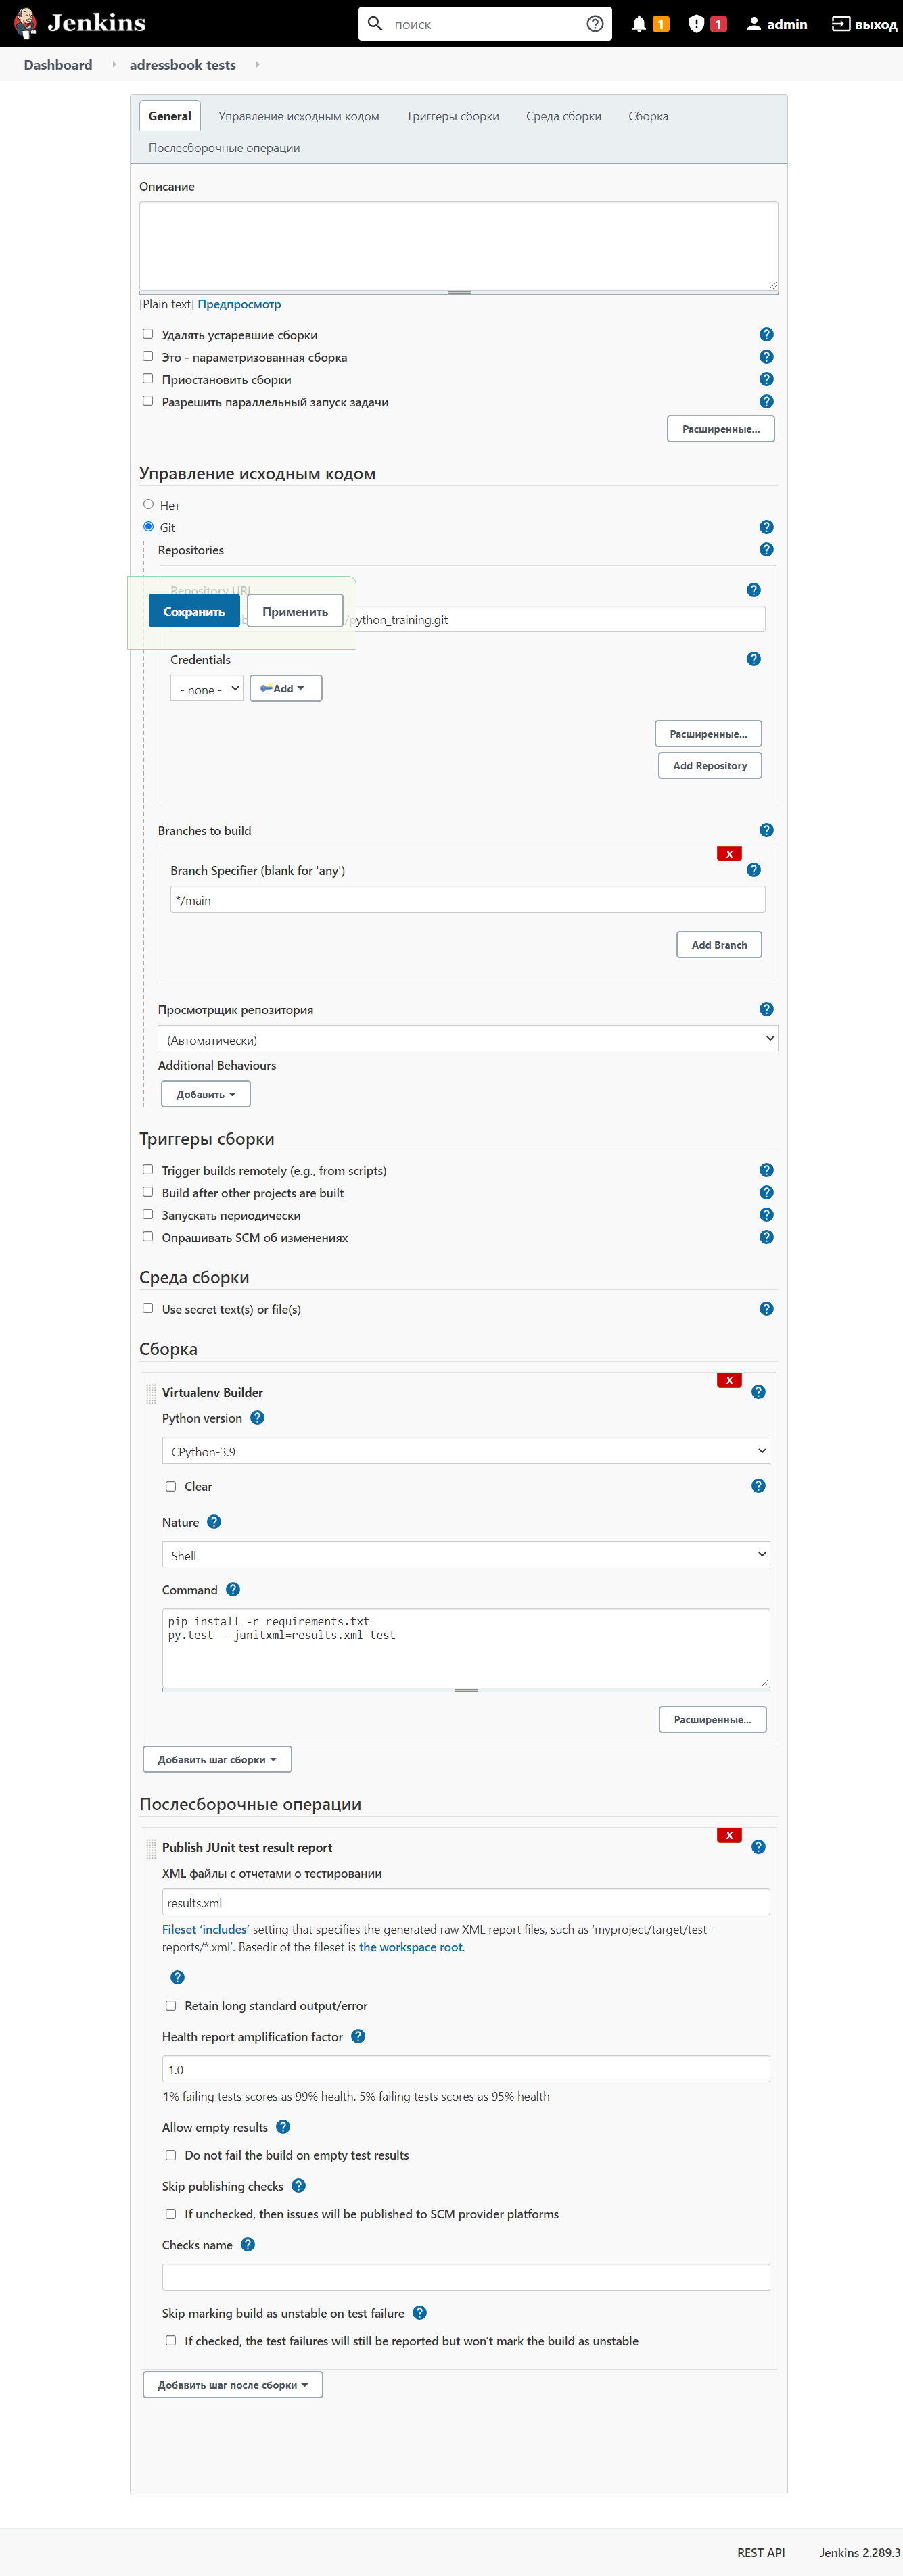 Jenkins
поиск
1
1
admin
выход
Dashboard
adressbook tests
General
Управление исходным кодом
Триггеры сборки
Среда сборки
Сборка
Послесборочные операции
Описание
[Plain text] Предпросмотр
Удалять устаревшие сборки
Это - параметризованная сборка
Приостановить сборки
Разрешить параллельный запуск задачи
Расширенные...
Управление исходным кодом
Нет
Git
Repositories
Repository URL
Сохранить
Применить
/python_training.git
Credentials
- none -
Add
Расширенные...
Add Repository
Branches to build
X
Branch Specifier (blank for 'any')
*/main
Add Branch
Просмотрщик репозитория
(Автоматически)
Additional Behaviours
Добавить
Триггеры сборки
Trigger builds remotely (e.g., from scripts)
Build after other projects are built
Запускать периодически
Опрашивать SCM об изменениях
Среда сборки
Use secret text(s) or file(s)
Сборка
X
Virtualenv Builder
Python version
CPython-3.9
Clear
Nature
Shell
Command
pip install -r requirements.txt
py.test --junitxml=results.xml test
Расширенные...
Добавить шаг сборки
Послесборочные операции
X
Publish JUnit test result report
XML файлы с отчетами о тестировании
results.xml
Fileset 'includes' setting that specifies the generated raw XML report files, such as 'myproject/target/test-
reports/*.xml'. Basedir of the fileset is the workspace root.
Retain long standard output/error
Health report amplification factor
1.0
1% failing tests scores as 99% health. 5% failing tests scores as 95% health
Allow empty results
Do not fail the build on empty test results
Skip publishing checks
If unchecked, then issues will be published to SCM provider platforms
Checks name
Skip marking build as unstable on test failure
If checked, the test failures will still be reported but won't mark the build as unstable
Добавить шаг после сборки
REST API
Jenkins 2.289.3